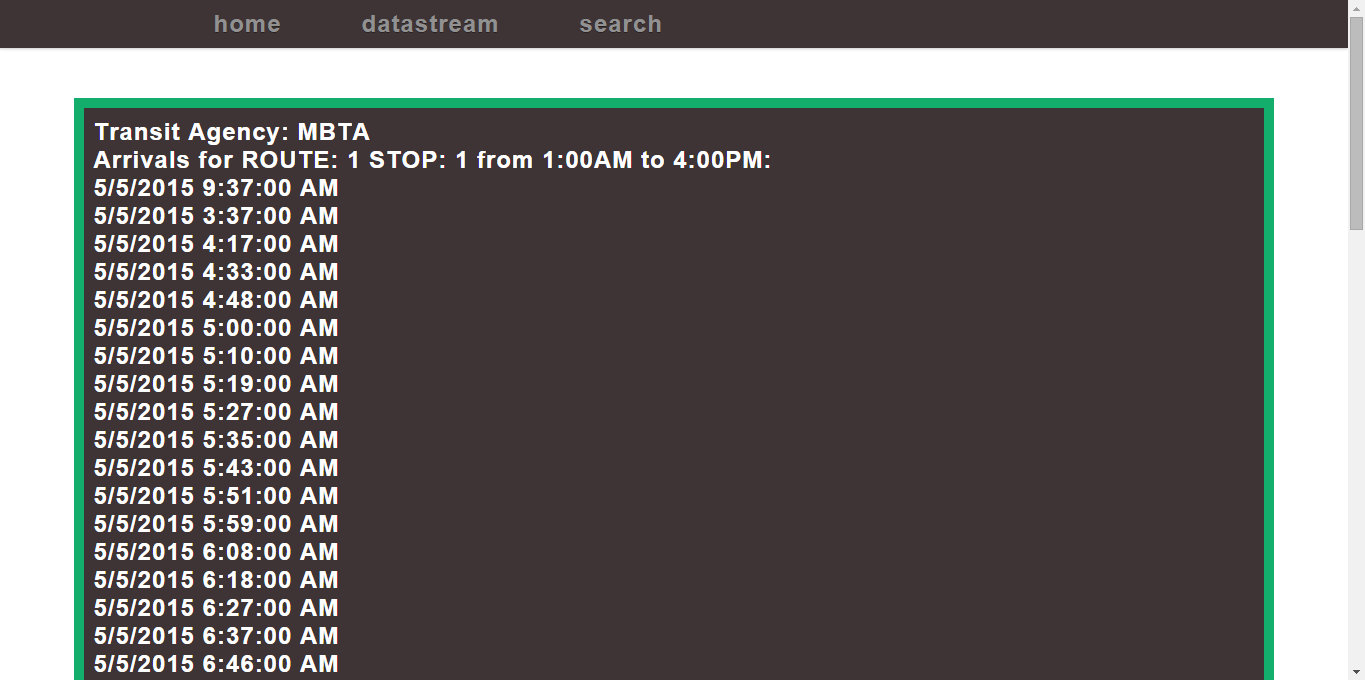 home datastream search
Transit Agency: MBTA
Arrivals for ROUTE: 1 STOP: 1 from 1:00AM to 4:00PM:
5/5/2015 9:37:00 AM
5/5/2015 3:37:00 AM
5/5/2015 4:17:00 AM
5/5/2015 4:33:00 AM
5/5/2015 4:48:00 AM
5/5/2015 5:00:00 AM
5/5/2015 5:10:00 AM
5/5/2015 5:19:00 AM
5/5/2015 5:27:00 AM
5/5/2015 5:35:00 AM
5/5/2015 5:43:00 AM
5/5/2015 5:51:00 AM
5/5/2015 5:59:00 AM
5/5/2015 6:08:00 AM
5/5/2015 6:18:00 AM
5/5/2015 6:27:00 AM
5/5/2015 6:37:00 AM
5/5/2015 6:46:00 AM